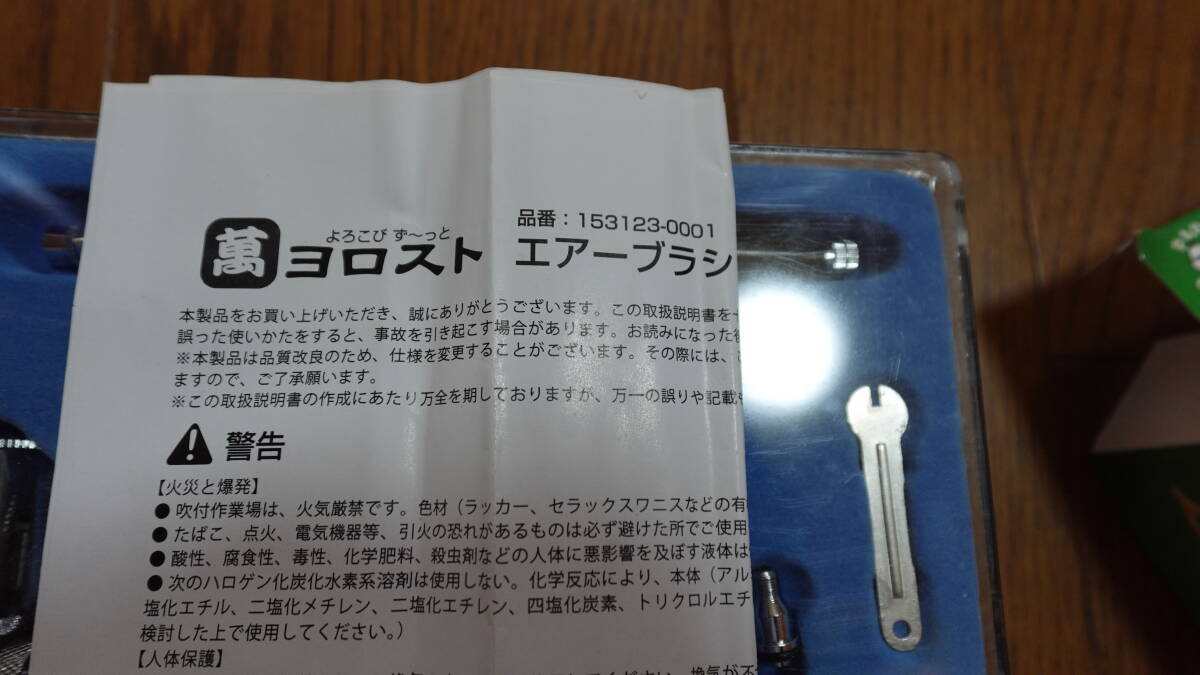 品番：153123-0001
よろこび ず〜っと
萬 ヨロスト エアーブラシ
本製品をお買い上げいただき、誠にありがとうございます。この取扱説明書を
誤った使いかたをすると、事故を引き起こす場合があります。お読みになった後
※本製品は品質改良のため、仕様を変更することがございます。その際には、
ますので、ご了承願います。
※この取扱説明書の作成にあたり万全を期しておりますが、万一の誤りや記載
警告
【火災と爆発】
●吹付作業場は、火気厳禁です。色材（ラッカー、セラックスワニスなどの有
●たばこ、点火、電気機器等、引火の恐れがあるものは必ず避けた所でご使用
●酸性、腐食性、毒性、化学肥料、殺虫剤などの人体に悪影響を及ぼす液体は
●次のハロゲン化炭化水素系溶剤は使用しない。化学反応により、本体（アル
塩化エチル、二塩化メチレン、二塩化エチレン、四塩化炭素、トリクロルエチ
検討した上で使用してください。）
【人体保護】